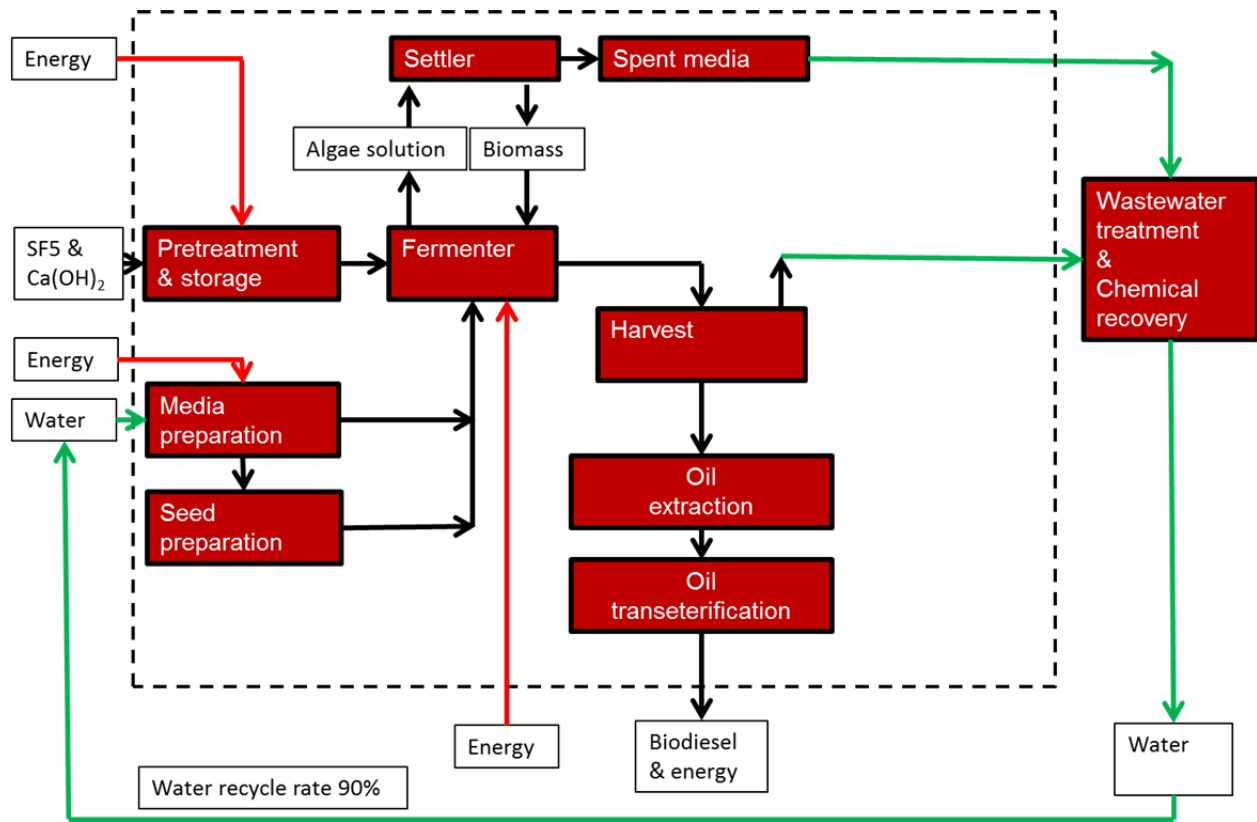 Energy
Settler
Spent media
Algae solution
Biomass
SF5 &
Ca(OH)₂
Pretreatment
& storage
Fermenter
Wastewater
treatment
&
Chemical
recovery
Harvest
Energy
Water
Media
preparation
Seed
preparation
Oil
extraction
Oil
transeterification
Energy
Biodiesel
& energy
Water
Water recycle rate 90%